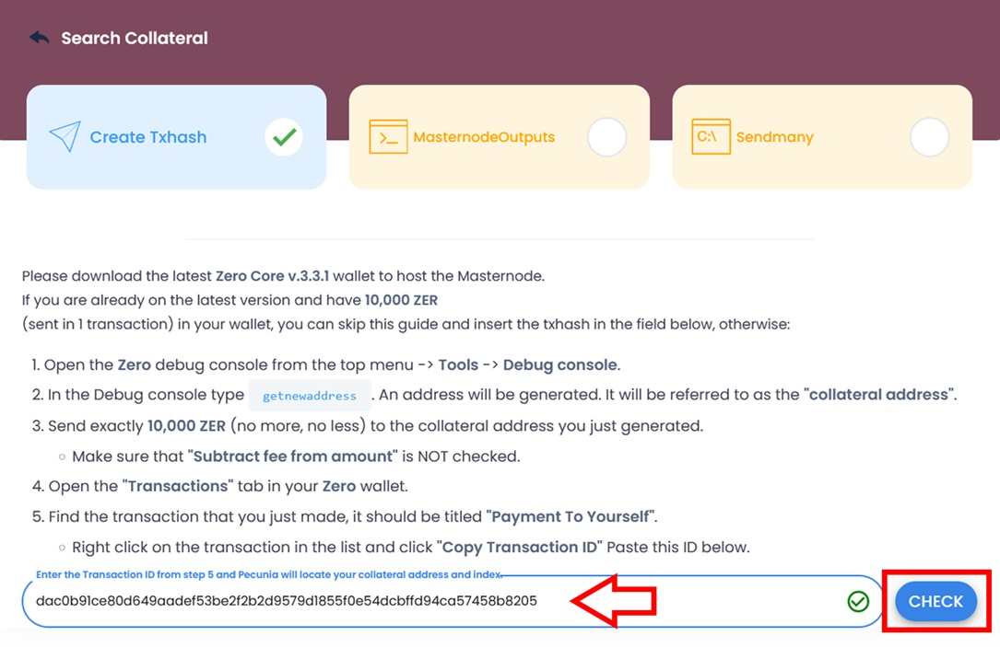 Search Collateral
Create Txhash
MasternodeOutputs
C:\ Sendmany
Please download the latest Zero Core v.3.3.1 wallet to host the Masternode.
If you are already on the latest version and have 10,000 ZER
(sent in 1 transaction) in your wallet, you can skip this guide and insert the txhash in the field below, otherwise:
1. Open the Zero debug console from the top menu -> Tools -> Debug console.
2. In the Debug console type getnewaddress . An address will be generated. It will be referred to as the "collateral address".
3. Send exactly 10,000 ZER (no more, no less) to the collateral address you just generated.
Make sure that "Subtract fee from amount" is NOT checked.
4. Open the "Transactions" tab in your Zero wallet.
5. Find the transaction that you just made, it should be titled "Payment To Yourself".
Right click on the transaction in the list and click "Copy Transaction ID" Paste this ID below.
Enter the Transaction ID from step 5 and Pecunia will locate your collateral address and index.
dac0b91ce80d649aadef53be2f2b2d9579d1855f0e54dcbffd94ca57458b8205
CHECK